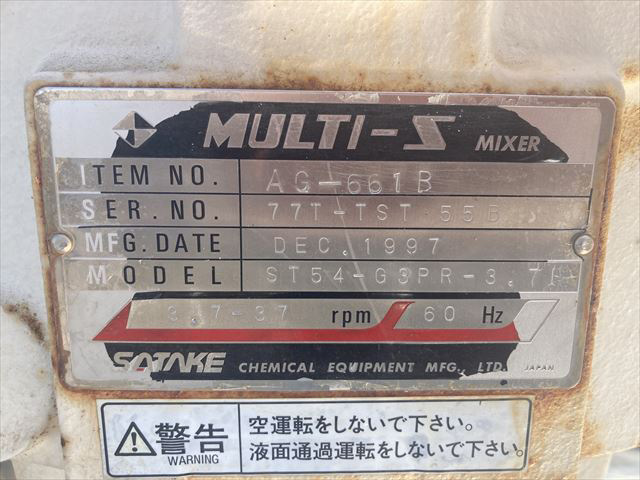 MULTI-S MIXER
ITEM NO. AG-661B
SER.NO. 77T-TST 55B
MFG.DATE DEC.1997
MODEL ST54-G3PR-3.7H
3.7-37 rpm 60 Hz
SATAKE CHEMICAL EQUIPMENT MFG., LTD. JAPAN
警告 空運転をしないで下さい。
WARNING 液面通過運転をしないで下さい。